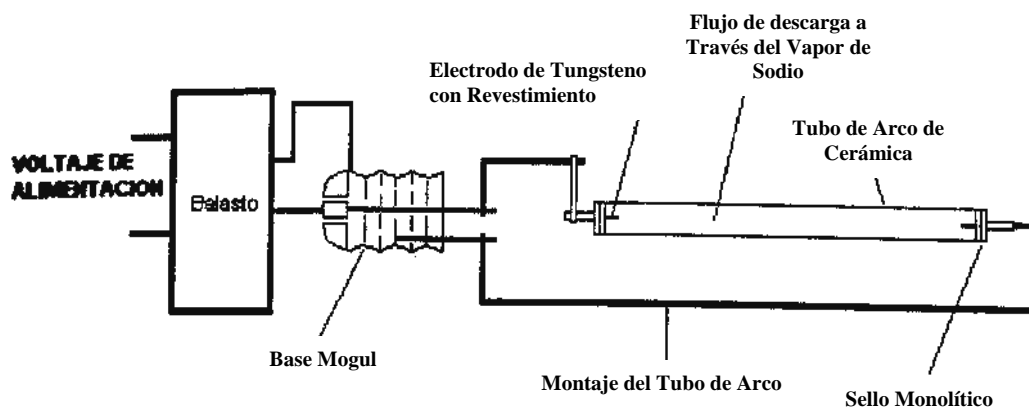 Flujo de descarga a
Través del Vapor de
Sodio
Electrodo de Tungsteno
con Revestimiento
Tubo de Arco de
Cerámica
VOLTAJE DE
ALIMENTACION
Balasto
Base Mogul
Montaje del Tubo de Arco
Sello Monolítico